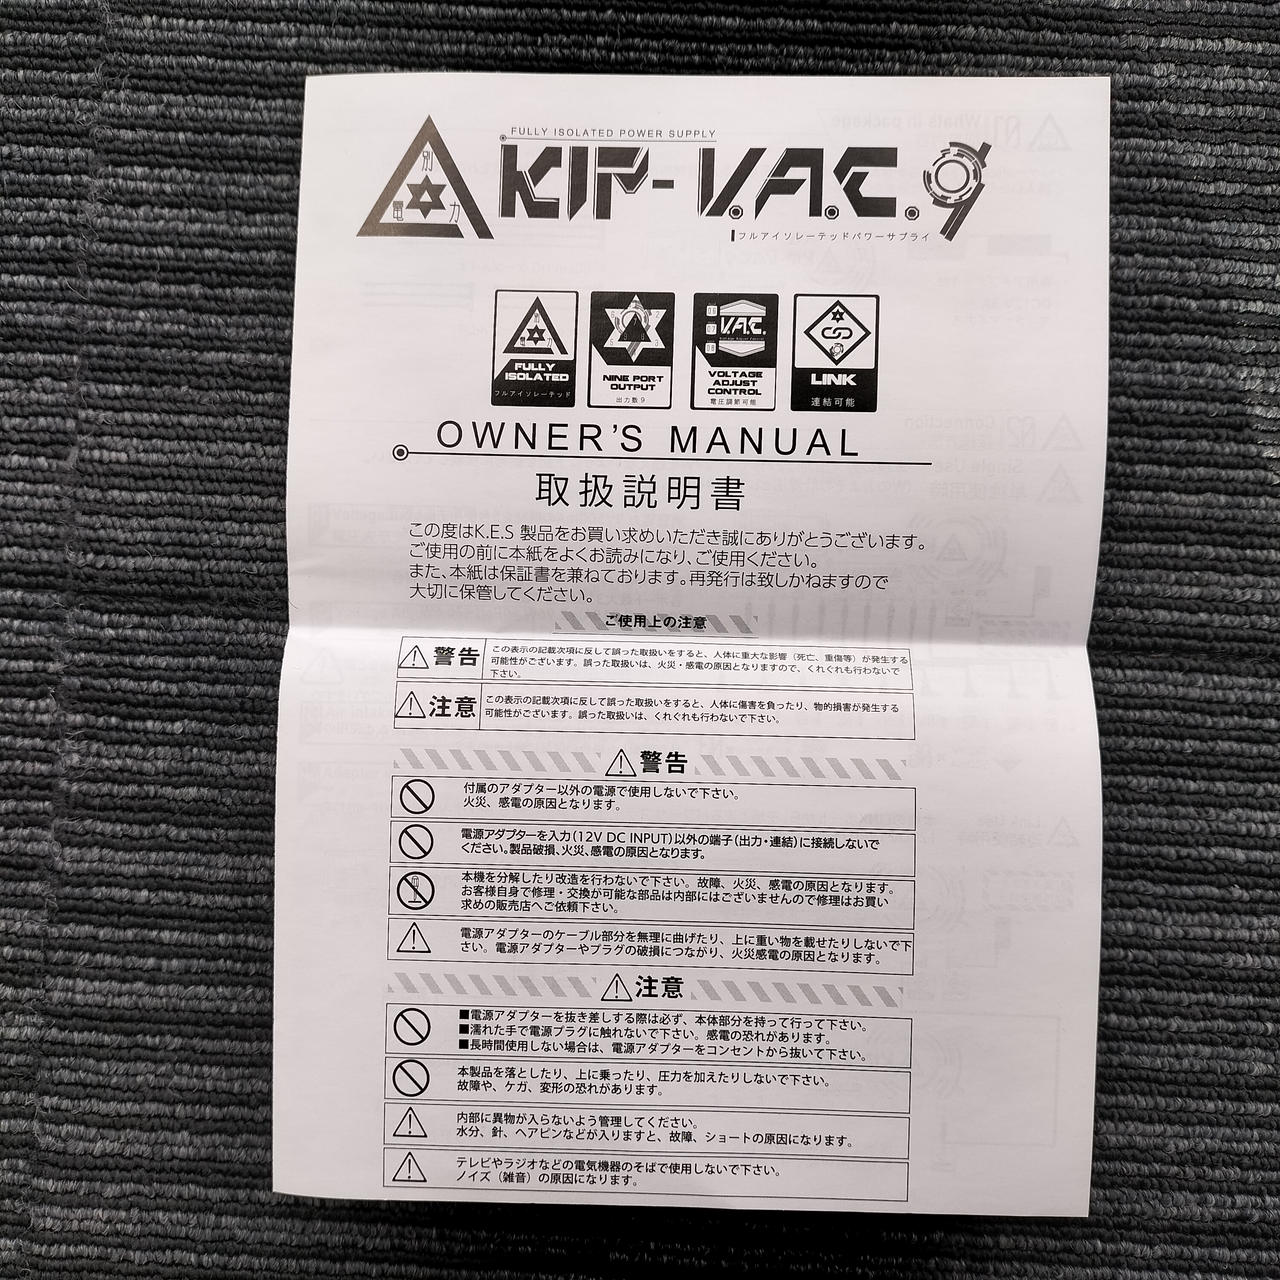 FULLY ISOLATED POWER SUPPLY
別
電 力
KIP-V.A.C.9
フルアイソレーテッドパワーサプライ
FULLY
ISOLATED
フルアイソレーテッド
NINE PORT
OUTPUT
出力数9
V.A.C.
VOLTAGE
ADJUST
CONTROL
電圧調節可能
LINK
連結可能
OWNER'S MANUAL
取扱説明書
この度はK.E.S 製品をお買い求めいただき誠にありがとうございます。
ご使用の前に本紙をよくお読みになり、ご使用ください。
また、本紙は保証書を兼ねております。再発行は致しかねますので
大切に保管してください。
ご使用上の注意
警告
この表示の記載次項に反して誤った取扱いをすると、人体に重大な影響（死亡、重傷等）が発生する
可能性がございます。誤った取扱いは、火災・感電の原因となりますので、くれぐれも行わないで
下さい。
注意
この表示の記載次項に反して誤った取扱いをすると、人体に傷害を負ったり、物的損害が発生する
可能性がございます。誤った取扱いは、くれぐれも行わないで下さい。
警告
付属のアダプター以外の電源で使用しないで下さい。
火災、感電の原因となります。
電源アダプターを入力（12V DC INPUT）以外の端子（出力・連結）に接続しないで
ください。製品破損、火災、感電の原因となります。
本機を分解したり改造を行わないで下さい。故障、火災、感電の原因となります。
お客様自身で修理・交換が可能な部品は内部にはございませんので修理はお買い
求めの販売店へご依頼下さい。
電源アダプターのケーブル部分を無理に曲げたり、上に重い物を載せたりしないで下
さい。電源アダプターやプラグの破損につながり、火災感電の原因となります。
注意
■電源アダプターを抜き差しする際は必ず、本体部分を持って行って下さい。
■濡れた手で電源プラグに触れないで下さい。感電の恐れがあります。
■長時間使用しない場合は、電源アダプターをコンセントから抜いて下さい。
本製品を落としたり、上に乗ったり、圧力を加えたりしないで下さい。
故障や、ケガ、変形の恐れがあります。
内部に異物が入らないよう管理してください。
水分、針、ヘアピンなどが入りますと、故障、ショートの原因になります。
テレビやラジオなどの電気機器のそばで使用しないで下さい。
ノイズ（雑音）の原因になります。